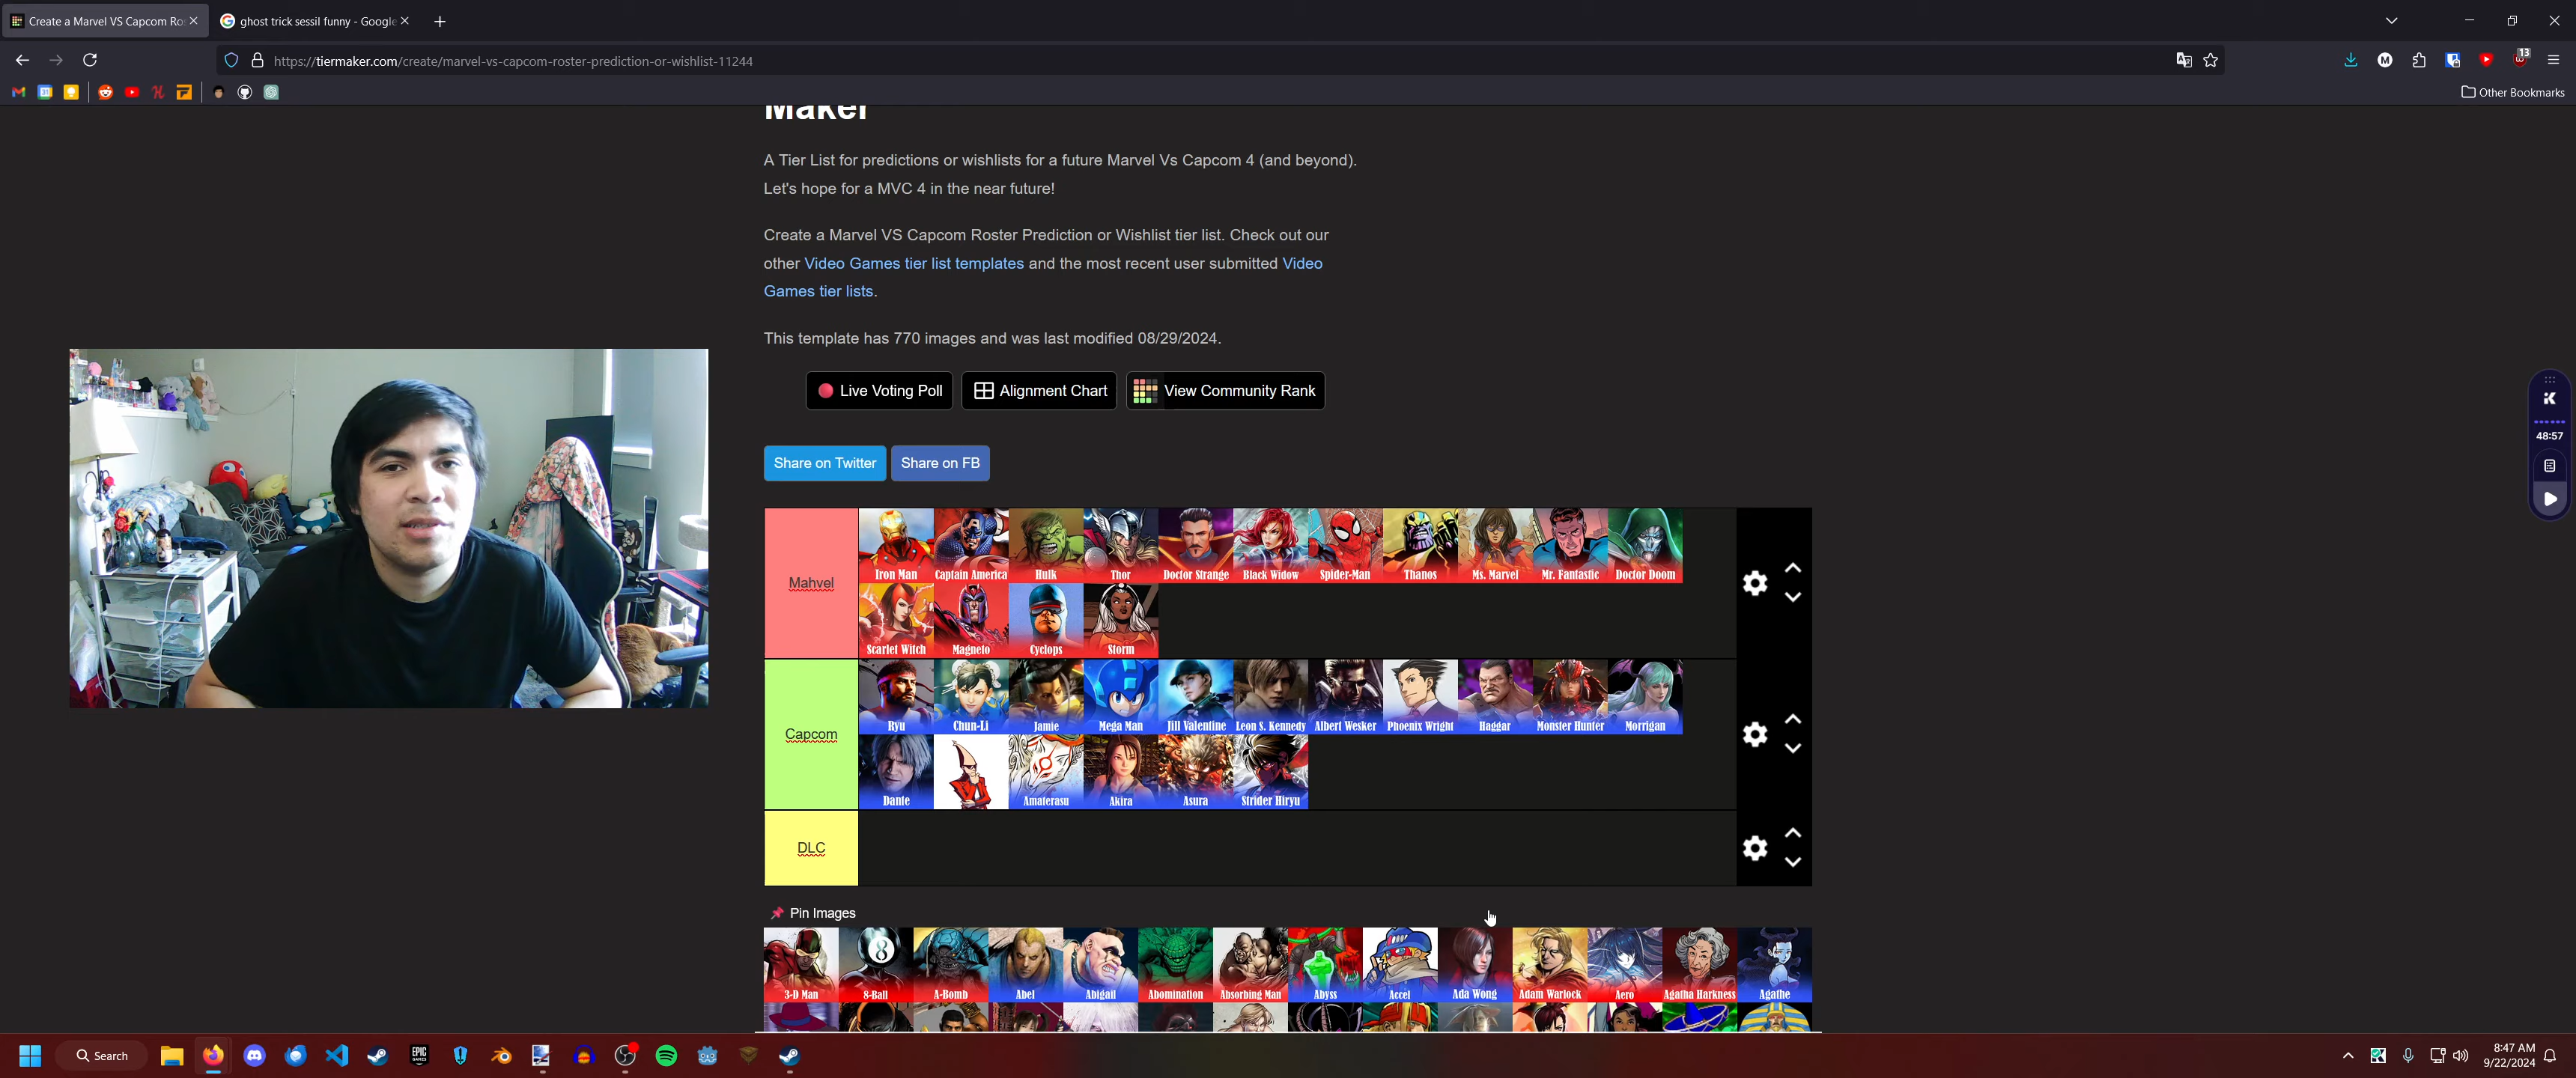 Create a Marvel VS Capcom Ro
ghost trick sessil funny - Google
https://tiermaker.com/create/marvel-vs-capcom-roster-prediction-or-wishlist-11244
13
Other Bookmarks
Maker
A Tier List for predictions or wishlists for a future Marvel Vs Capcom 4 (and beyond).
Let's hope for a MVC 4 in the near future!
Create a Marvel VS Capcom Roster Prediction or Wishlist tier list. Check out our
other Video Games tier list templates and the most recent user submitted Video
Games tier lists.
This template has 770 images and was last modified 08/29/2024.
Live Voting Poll
Alignment Chart
View Community Rank
48:57
Share on Twitter
Share on FB
Mahvel
Iron Man Captain America Hulk Thor Doctor Strange Black Widow Spider-Man Thanos Ms. Marvel Mr. Fantastic Doctor Doom
Scarlet Witch Magneto Cyclops Storm
Capcom
Ryu Chun-Li Jamie Mega Man Jill Valentine Leon S. Kennedy Albert Wesker Phoenix Wright Haggar Monster Hunter Morrigan
Dante Amaterasu Akira Asura Strider Hiryu
DLC
Pin Images
3-D Man 8-Ball A-Bomb Abel Abigail Abomination Absorbing Man Abyss Accel Ada Wong Adam Warlock Aero Agatha Harkness Agathe
Search
EPIC GAMES
8:47 AM
9/22/2024